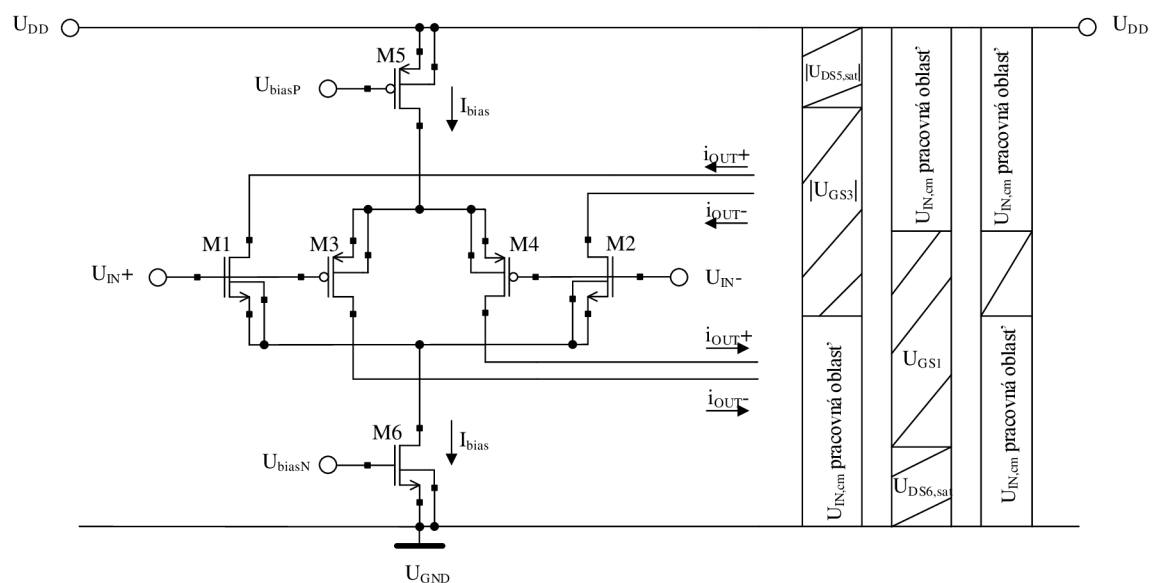 U_DD
U_DD
M5
U_biasP
I_bias
|U_DS5,sat|
U_IN,cm pracovná oblasť
U_IN,cm pracovná oblasť
i_OUT+
|U_GS3|
i_OUT-
M1
M3
M4
M2
U_IN+
U_IN-
i_OUT+
U_GS1
i_OUT-
U_IN,cm pracovná oblasť
U_IN,cm pracovná oblasť
M6
I_bias
U_biasN
U_DS6,sat
U_GND